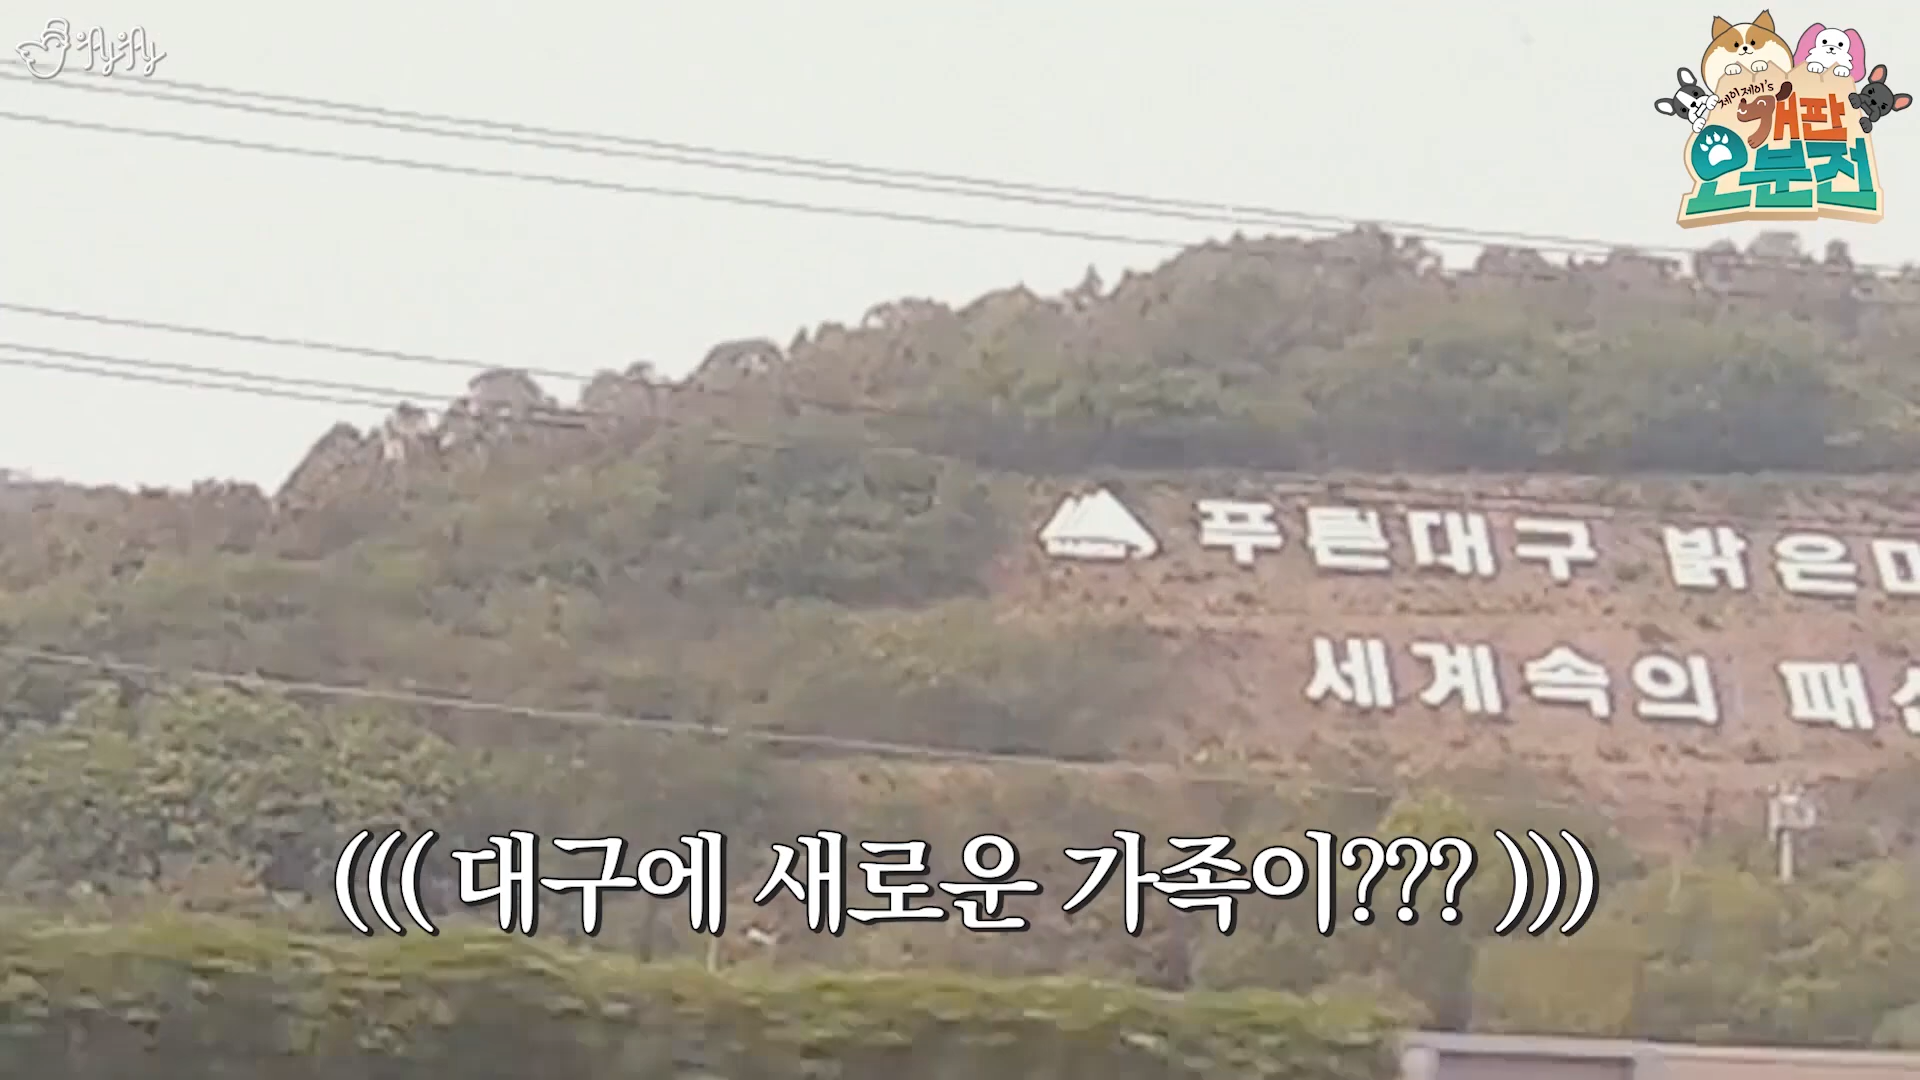 제이제이's
개판
오분전
푸른대구 밝은
세계속의
(((대구에 새로운 가족이???)))